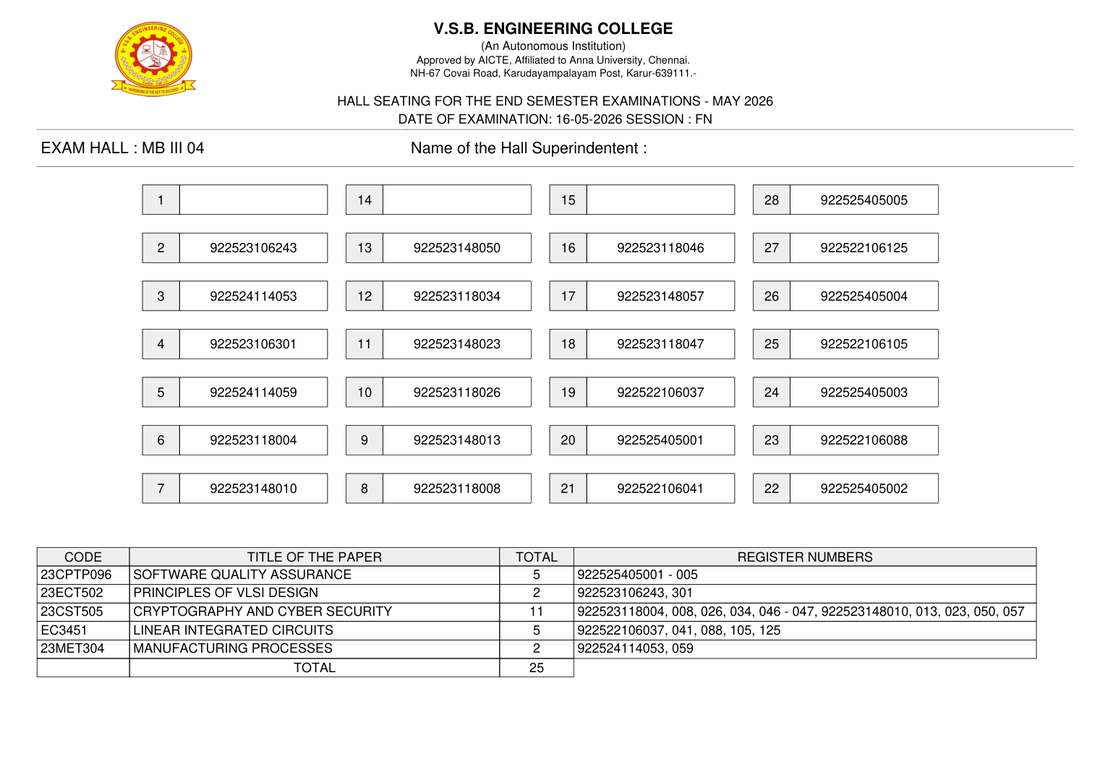 V.S.B. ENGINEERING COLLEGE
(An Autonomous Institution)
Approved by AICTE, Affiliated to Anna University, Chennai.
NH-67 Covai Road, Karudayampalayam Post, Karur-639111.-
HALL SEATING FOR THE END SEMESTER EXAMINATIONS - MAY 2026
DATE OF EXAMINATION: 16-05-2026 SESSION : FN
EXAM HALL : MB III 04 Name of the Hall Superindentent :
1 14 15 28 922525405005
2 922523106243 13 922523148050 16 922523118046 27 922522106125
3 922524114053 12 922523118034 17 922523148057 26 922525405004
4 922523106301 11 922523148023 18 922523118047 25 922522106105
5 922524114059 10 922523118026 19 922522106037 24 922525405003
6 922523118004 9 922523148013 20 922525405001 23 922522106088
7 922523148010 8 922523118008 21 922522106041 22 922525405002
CODE TITLE OF THE PAPER TOTAL REGISTER NUMBERS
23CPTP096 SOFTWARE QUALITY ASSURANCE 5 922525405001 - 005
23ECT502 PRINCIPLES OF VLSI DESIGN 2 922523106243, 301
23CST505 CRYPTOGRAPHY AND CYBER SECURITY 11 922523118004, 008, 026, 034, 046 - 047, 922523148010, 013, 023, 050, 057
EC3451 LINEAR INTEGRATED CIRCUITS 5 922522106037, 041, 088, 105, 125
23MET304 MANUFACTURING PROCESSES 2 922524114053, 059
TOTAL 25